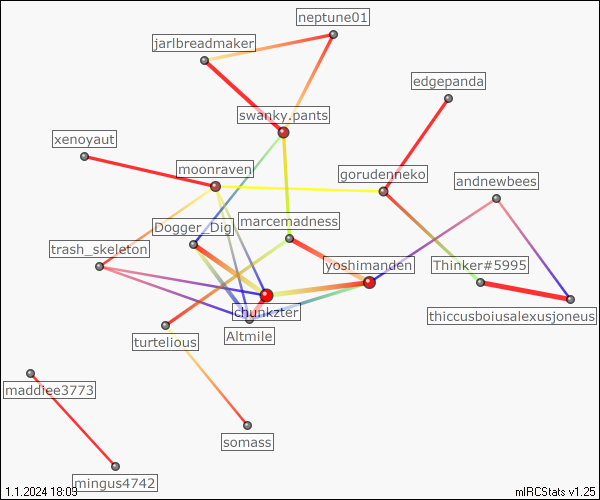 neptune01
jarlbreadmaker
edgepanda
swanky.pants
xenoyaut
moonraven
gorudenneko
andnewbees
marcemadness
Dogger_Dig
trash_skeleton
yoshimanden
Thinker#5995
chunkzter
thiccusboiusalexusjoneus
Altmile
turtelious
maddiee3773
somass
mingus4742
1.1.2024 18:09
mIRCStats v1.25